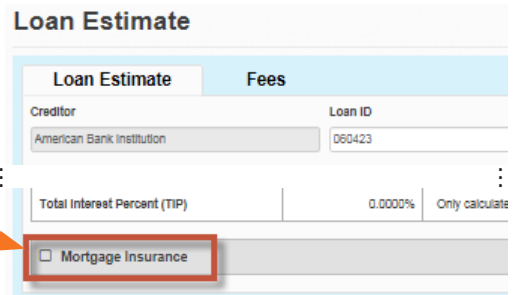 Loan Estimate
Loan Estimate Fees
Creditor Loan ID
American Bank Institution 060423
Total Interest Percent (TIP) 0.0000% Only calculate
Mortgage Insurance